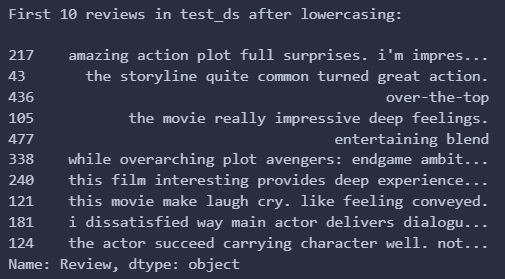 First 10 reviews in test_ds after lowercasing:
217 amazing action plot full surprises. i'm impres...
43 the storyline quite common turned great action.
436 over-the-top
105 the movie really impressive deep feelings.
477 entertaining blend
338 while overarching plot avengers: endgame ambit...
240 this film interesting provides deep experience...
121 this movie make laugh cry. like feeling conveyed.
181 i dissatisfied way main actor delivers dialogu...
124 the actor succeed carrying character well. not...
Name: Review, dtype: object